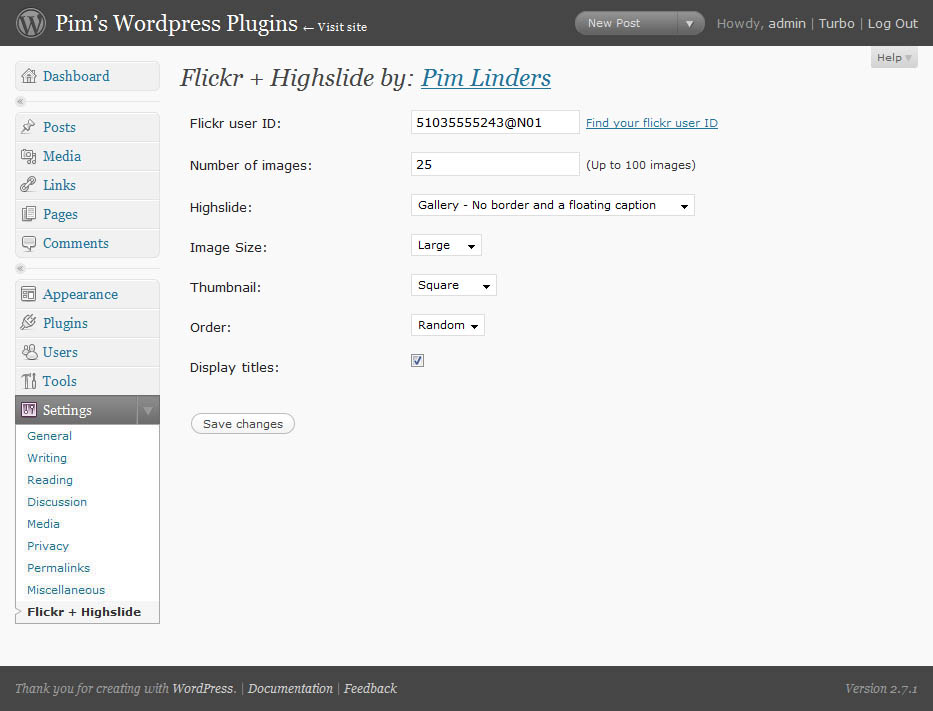 Pim's Wordpress Plugins ← Visit site
New Post
Howdy, admin | Turbo | Log Out
Help
Dashboard
Posts
Media
Links
Pages
Comments
Appearance
Plugins
Users
Tools
Settings
General
Writing
Reading
Discussion
Media
Privacy
Permalinks
Miscellaneous
Flickr + Highslide
Flickr + Highslide by: Pim Linders
Flickr user ID: 51035555243@N01 Find your flickr user ID
Number of images: 25 (Up to 100 images)
Highslide: Gallery - No border and a floating caption
Image Size: Large
Thumbnail: Square
Order: Random
Display titles:
Save changes
Thank you for creating with WordPress. | Documentation | Feedback
Version 2.7.1